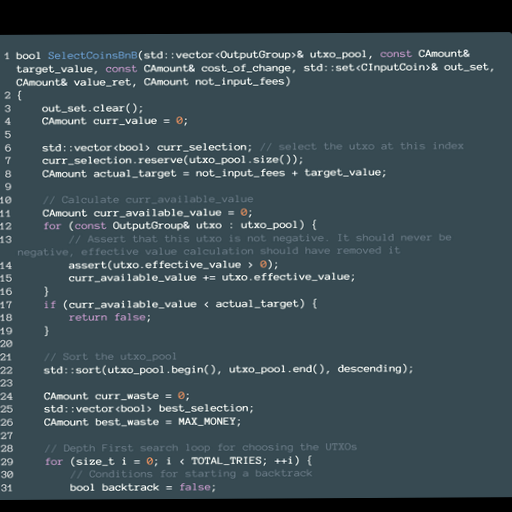 1 bool SelectCoinsBnB(std::vector<OutputGroup>& utxo_pool, const CAmount&
target_value, const CAmount& cost_of_change, std::set<CInputCoin>& out_set,
CAmount& value_ret, CAmount not_input_fees)
2 {
3     out_set.clear();
4     CAmount curr_value = 0;
5
6     std::vector<bool> curr_selection; // select the utxo at this index
7     curr_selection.reserve(utxo_pool.size());
8     CAmount actual_target = not_input_fees + target_value;
9
10     // Calculate curr_available_value
11     CAmount curr_available_value = 0;
12     for (const OutputGroup& utxo : utxo_pool) {
13         // Assert that this utxo is not negative. It should never be
negative, effective value calculation should have removed it
14         assert(utxo.effective_value > 0);
15         curr_available_value += utxo.effective_value;
16     }
17     if (curr_available_value < actual_target) {
18         return false;
19     }
20
21     // Sort the utxo_pool
22     std::sort(utxo_pool.begin(), utxo_pool.end(), descending);
23
24     CAmount curr_waste = 0;
25     std::vector<bool> best_selection;
26     CAmount best_waste = MAX_MONEY;
27
28     // Depth First search loop for choosing the UTXOs
29     for (size_t i = 0; i < TOTAL_TRIES; ++i) {
30         // Conditions for starting a backtrack
31         bool backtrack = false;